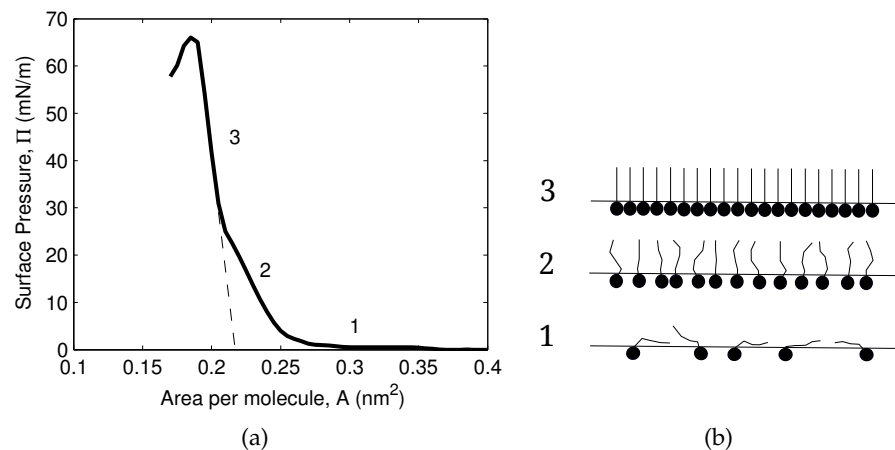 70
60
50
40
30
20
10
0
0.1 0.15 0.2 0.25 0.3 0.35 0.4
Surface Pressure, Π (mN/m)
Area per molecule, A (nm²)
3
2
1
(a)
3
2
1
(b)